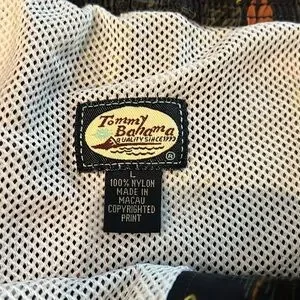 Tommy
Bahama
QUALITY SINCE 1993
®
L
100% NYLON
MADE IN
MACAU
COPYRIGHTED
PRINT